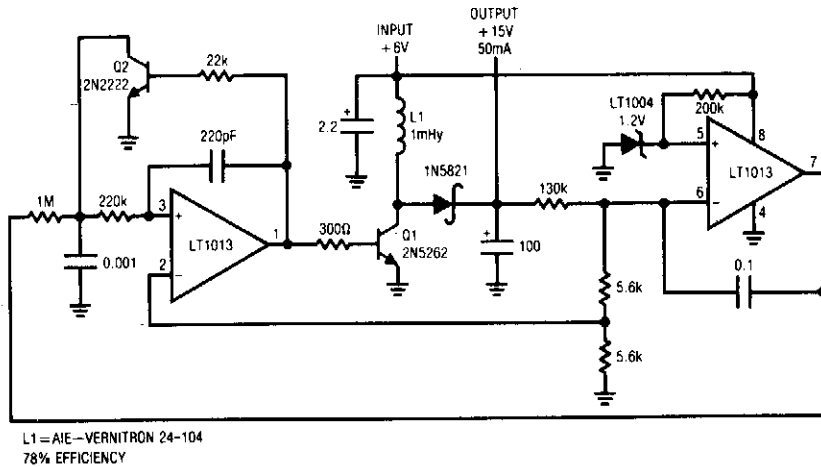 INPUT
+6V
OUTPUT
+15V
50mA
Q2
2N2222
22k
220pF
2.2
L1
1mHy
LT1004
1.2V
200k
5
+
8
LT1013
7
1N5821
130k
6
−
4
1M
220k
3
+
LT1013
1
300Ω
Q1
2N5262
+
100
0.001
2
−
5.6k
0.1
5.6k
L1=AIE−VERNITRON 24-104
78% EFFICIENCY